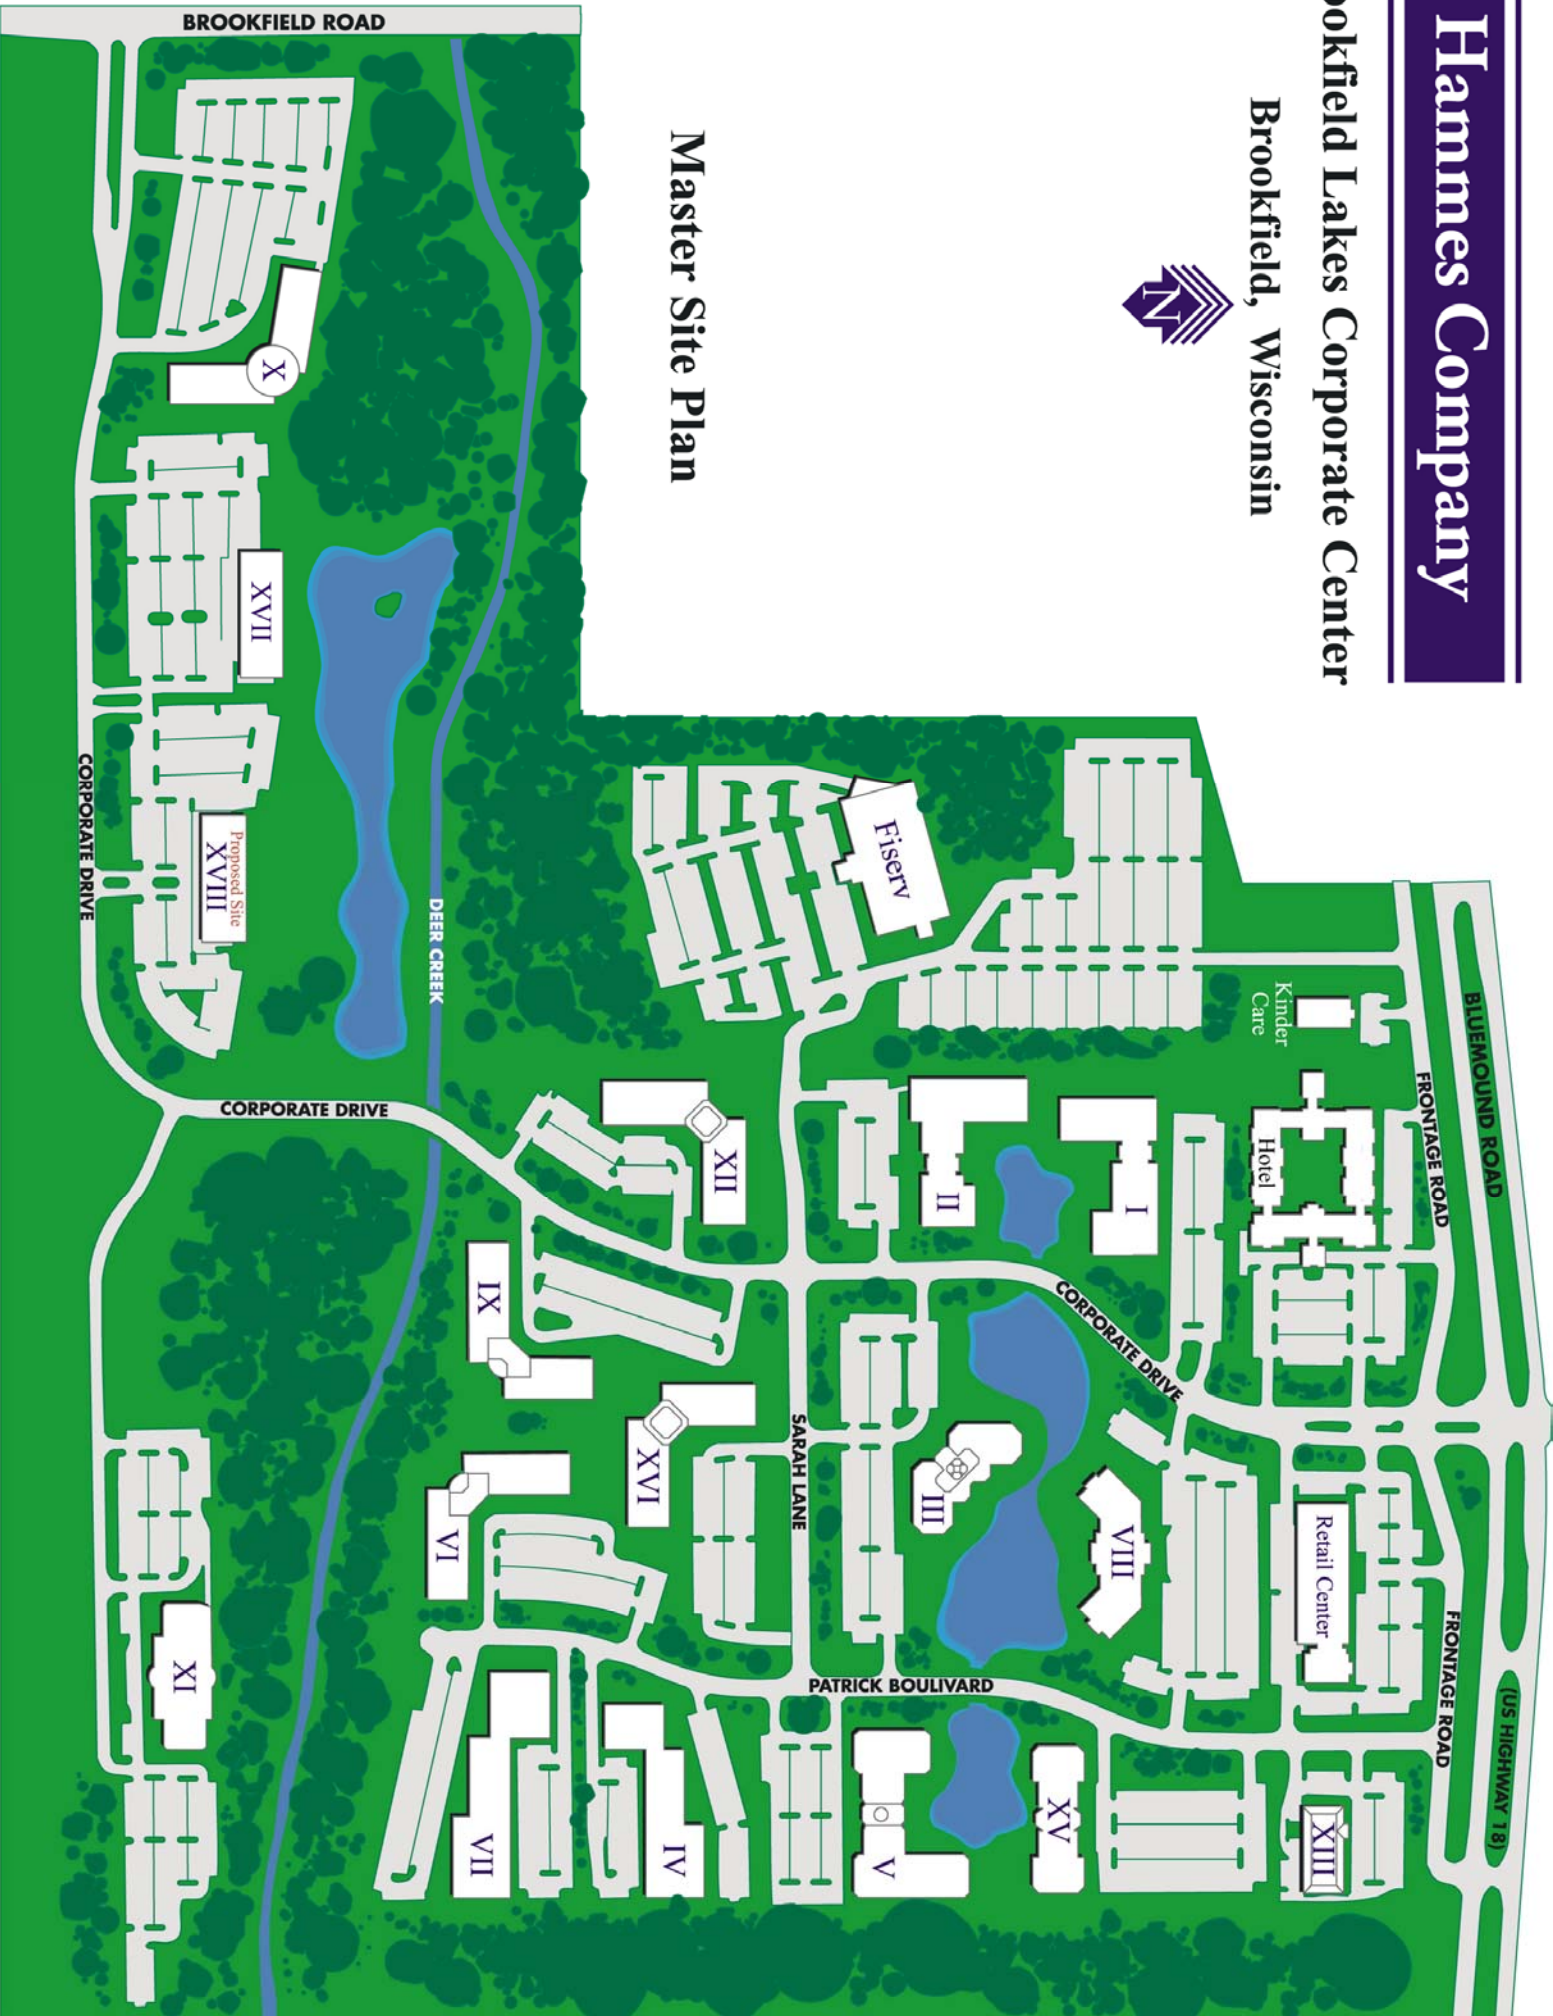 Hammes Company
ookfield Lakes Corporate Center
Brookfield, Wisconsin
N
Master Site Plan
BROOKFIELD ROAD
BLUEMOUND ROAD
(US HIGHWAY 18)
FRONTAGE ROAD
FRONTAGE ROAD
Kinder
Care
Hotel
Retail Center
XIII
I
CORPORATE DRIVE
VIII
XV
II
III
PATRICK BOULIVARD
V
Fiserv
SARAH LANE
XII
XVI
IV
IX
VI
VII
DEER CREEK
CORPORATE DRIVE
X
XVII
Proposed Site
XVIII
XI
CORPORATE DRIVE